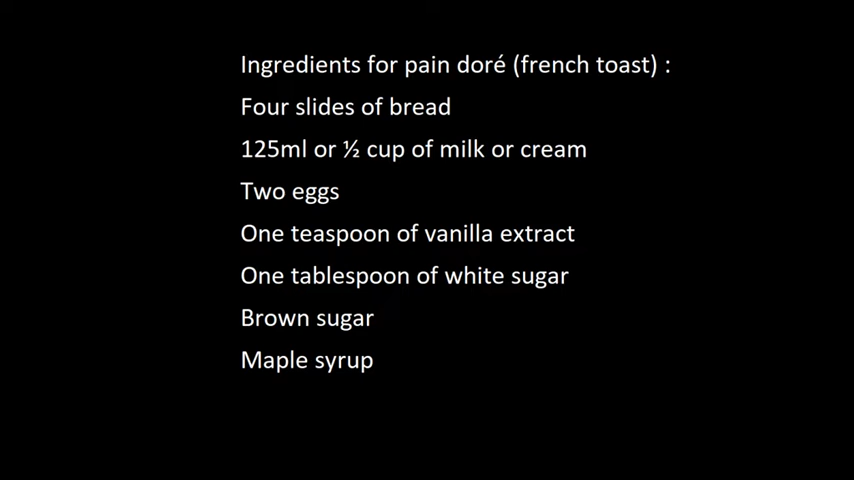 Ingredients for pain doré (french toast) :
Four slides of bread
125ml or ½ cup of milk or cream
Two eggs
One teaspoon of vanilla extract
One tablespoon of white sugar
Brown sugar
Maple syrup